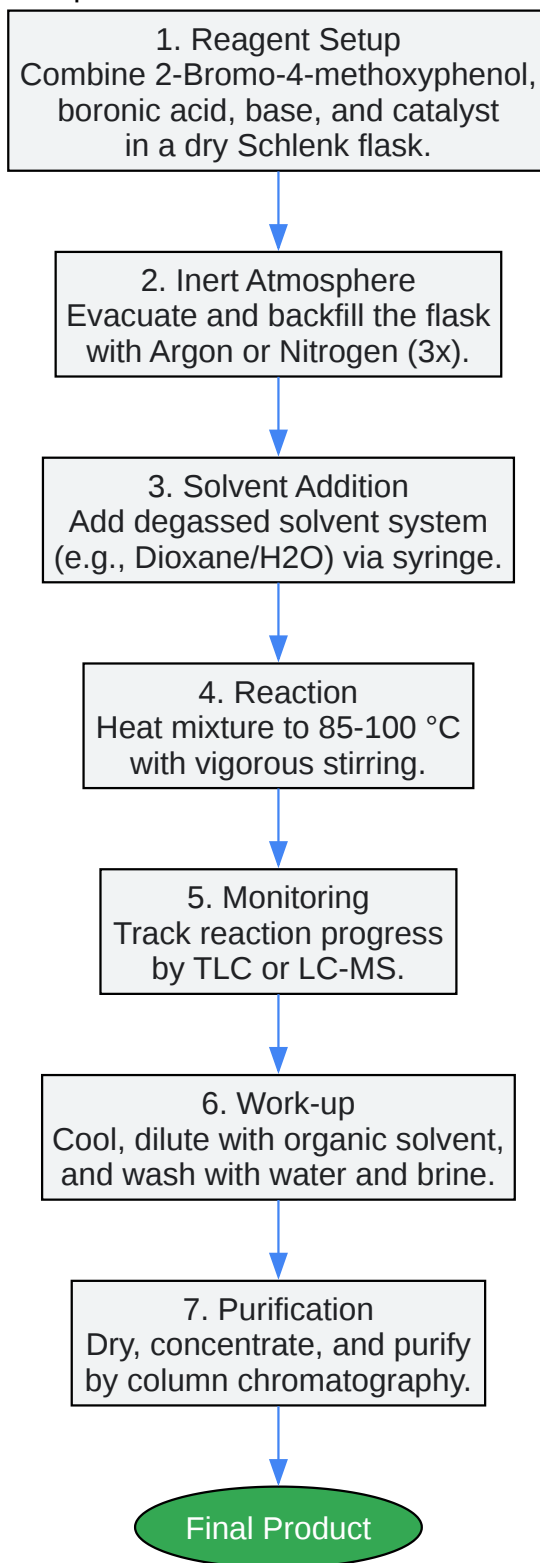 1. Reagent Setup
Combine 2-Bromo-4-methoxyphenol,
boronic acid, base, and catalyst
in a dry Schlenk flask.
2. Inert Atmosphere
Evacuate and backfill the flask
with Argon or Nitrogen (3x).
3. Solvent Addition
Add degassed solvent system
(e.g., Dioxane/H2O) via syringe.
4. Reaction
Heat mixture to 85-100 °C
with vigorous stirring.
5. Monitoring
Track reaction progress
by TLC or LC-MS.
6. Work-up
Cool, dilute with organic solvent,
and wash with water and brine.
7. Purification
Dry, concentrate, and purify
by column chromatography.
Final Product